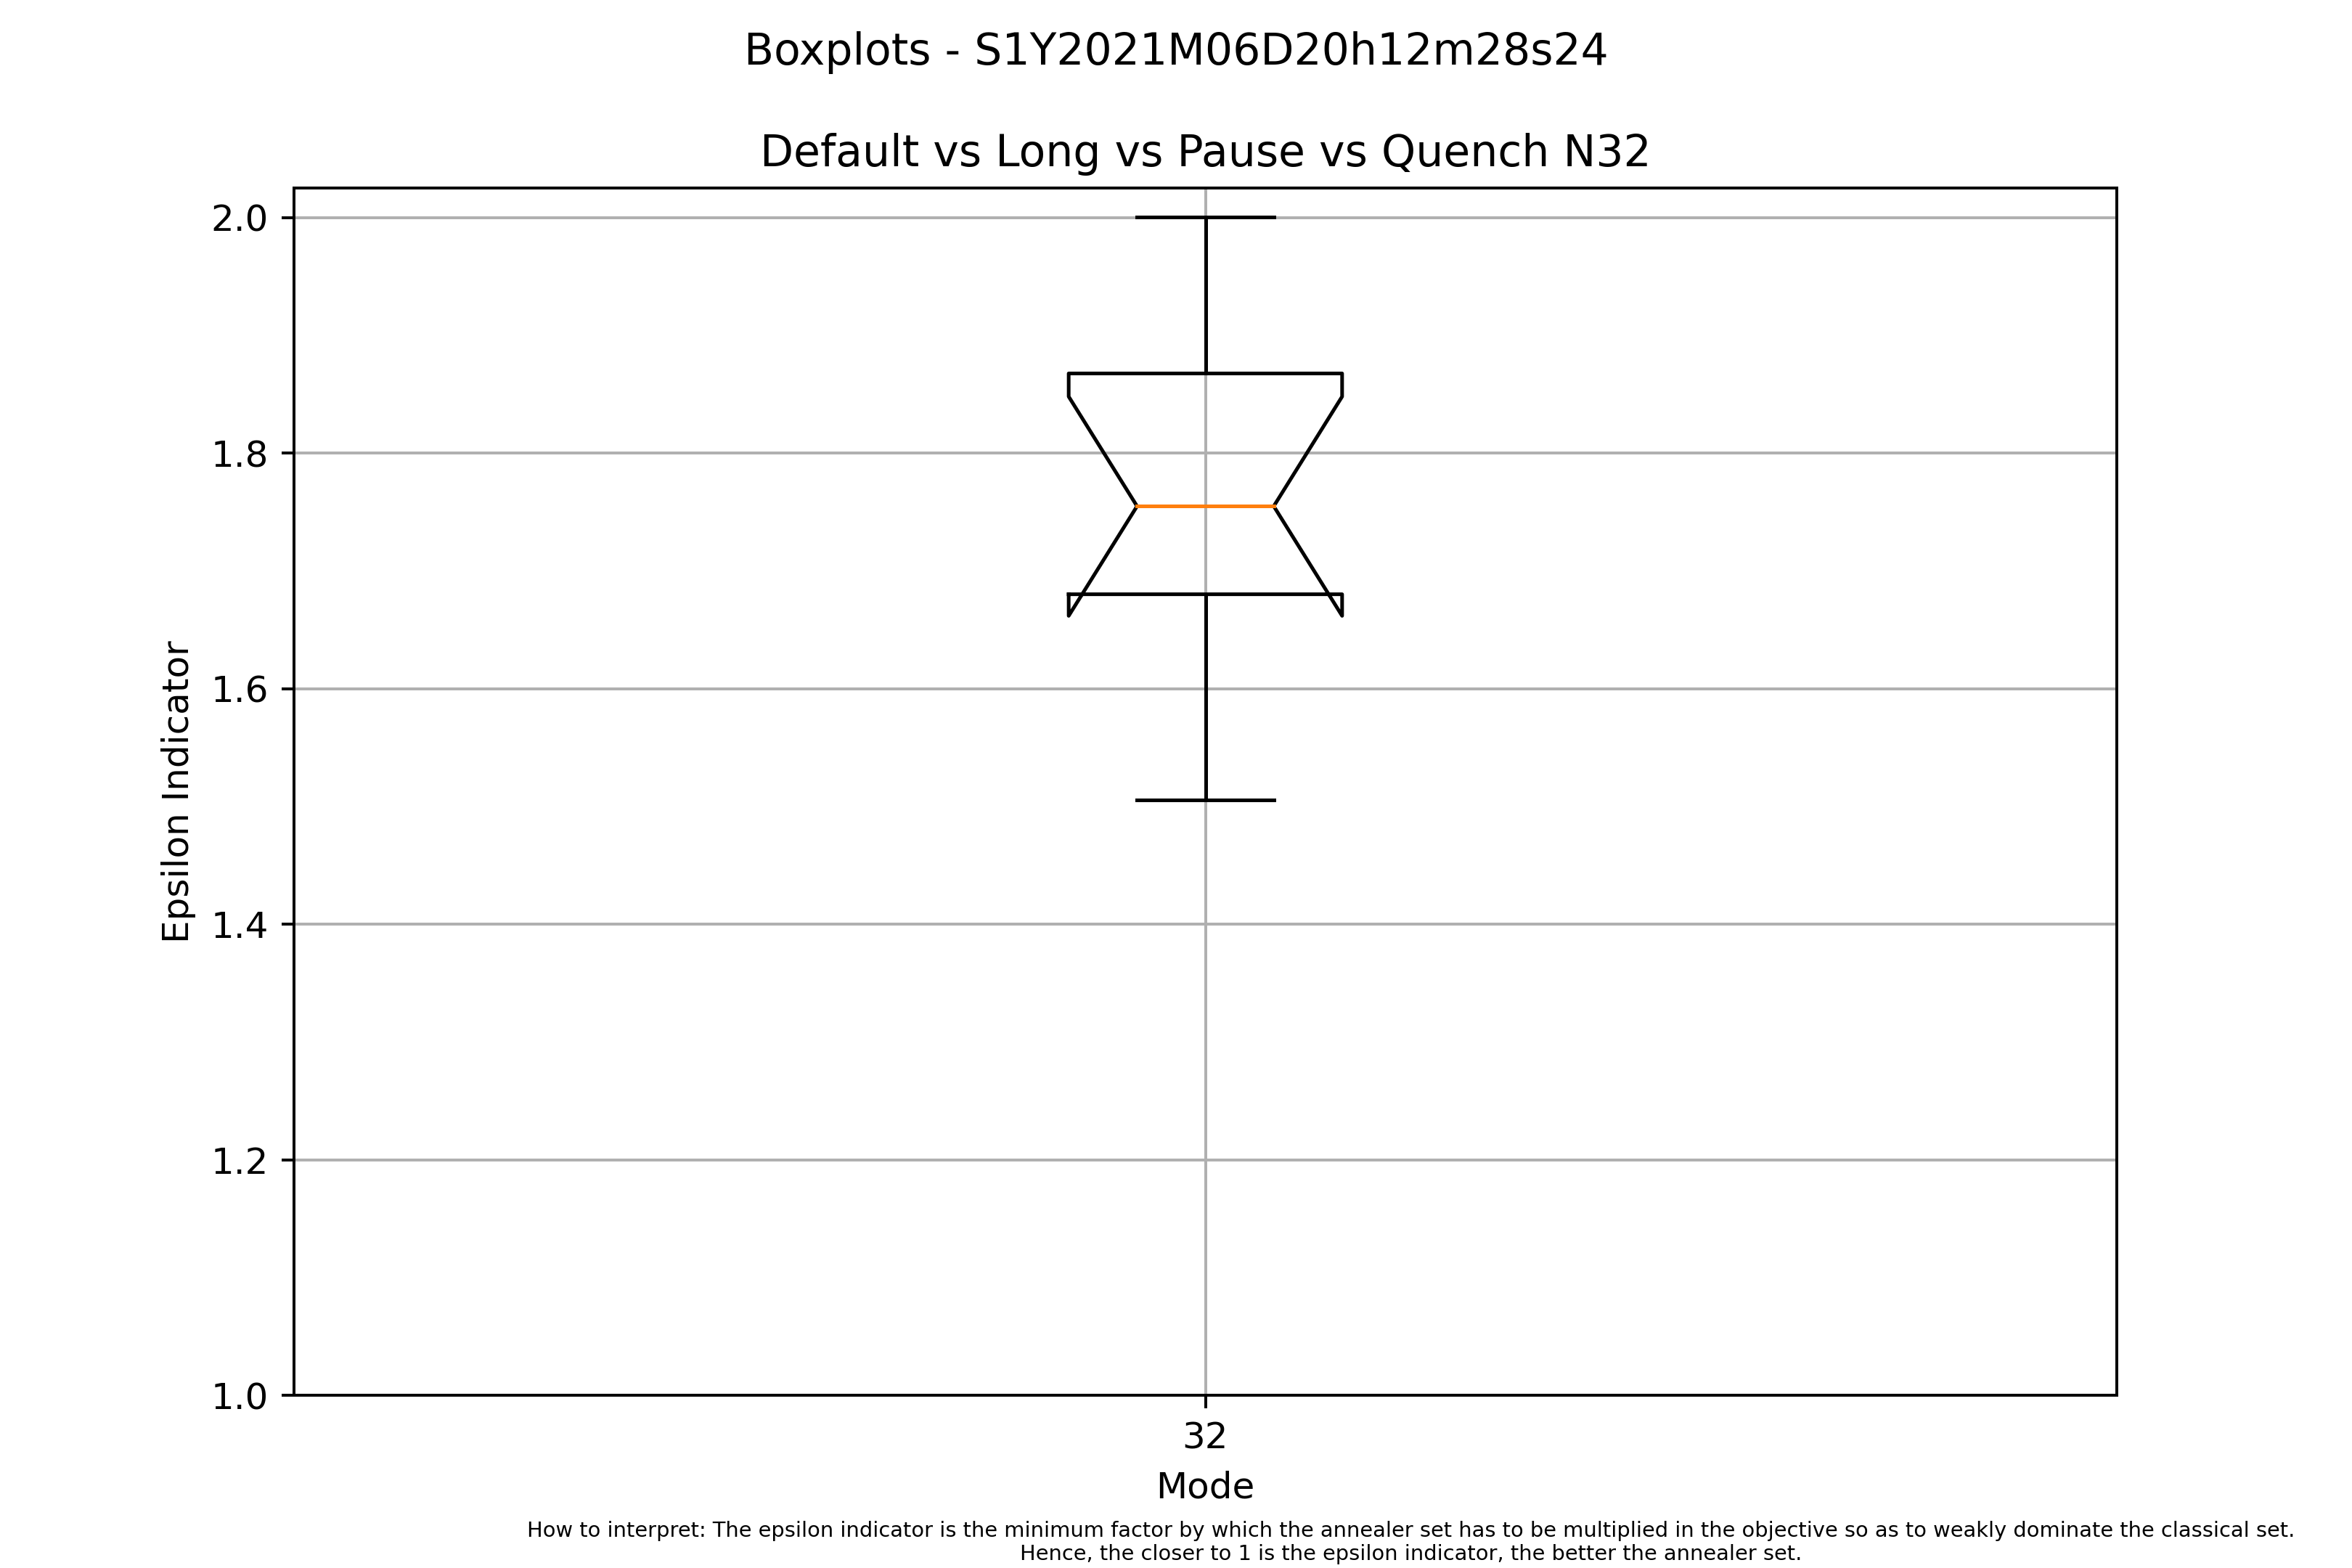 Boxplots - S1Y2021M06D20h12m28s24
Default vs Long vs Pause vs Quench N32
2.0
1.8
1.6
1.4
1.2
1.0
Epsilon Indicator
32
Mode
How to interpret: The epsilon indicator is the minimum factor by which the annealer set has to be multiplied in the objective so as to weakly dominate the classical set.
Hence, the closer to 1 is the epsilon indicator, the better the annealer set.